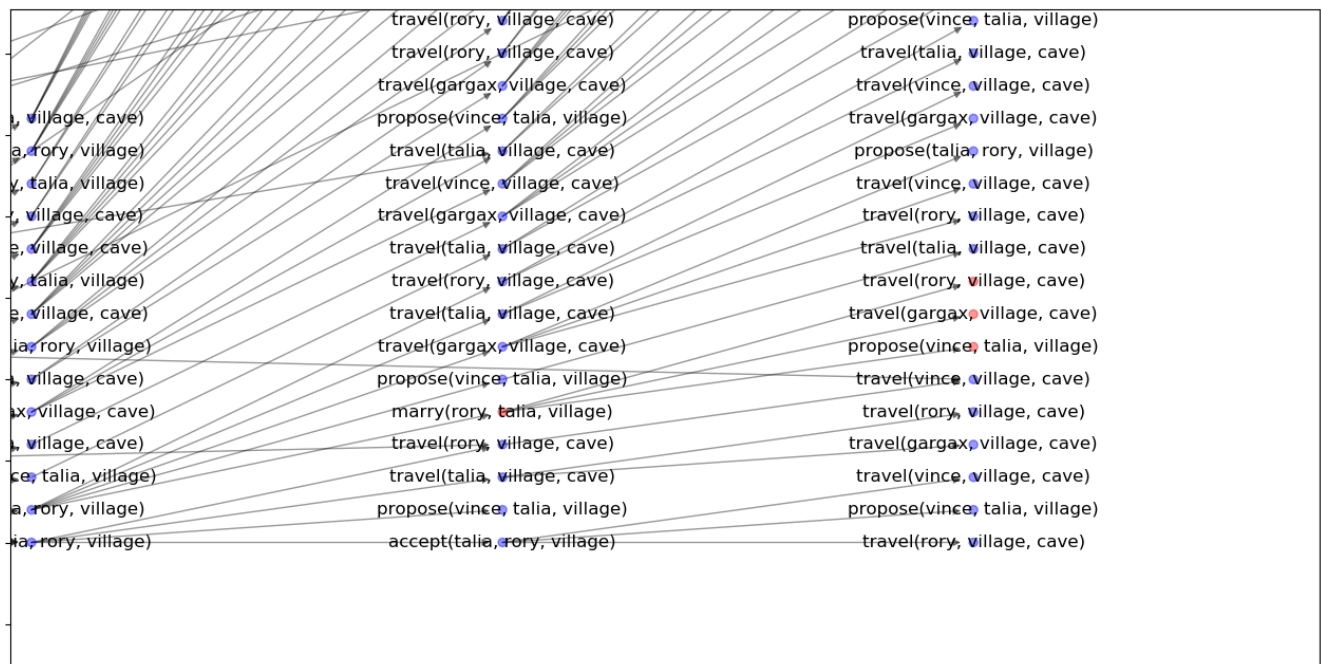 travel(rory, village, cave) propose(vince, talia, village)
travel(rory, village, cave) travel(talia, village, cave)
travel(gargax, village, cave) travel(vince, village, cave)
village, cave) propose(vince, talia, village) travel(gargax, village, cave)
a, rory, village) travel(talia, village, cave) propose(talia, rory, village)
y, talia, village) travel(vince, village, cave) travel(vince, village, cave)
village, cave) travel(gargax, village, cave) travel(rory, village, cave)
e, village, cave) travel(talia, village, cave) travel(talia, village, cave)
y, talia, village) travel(rory, village, cave) travel(rory, village, cave)
e, village, cave) travel(talia, village, cave) travel(gargax, village, cave)
ia, rory, village) travel(gargax, village, cave) propose(vince, talia, village)
village, cave) propose(vince, talia, village) travel(vince, village, cave)
ax, village, cave) marry(rory, talia, village) travel(rory, village, cave)
village, cave) travel(rory, village, cave) travel(gargax, village, cave)
ce, talia, village) travel(talia, village, cave) travel(vince, village, cave)
a, rory, village) propose(vince, talia, village) propose(vince, talia, village)
ia, rory, village) accept(talia, rory, village) travel(rory, village, cave)